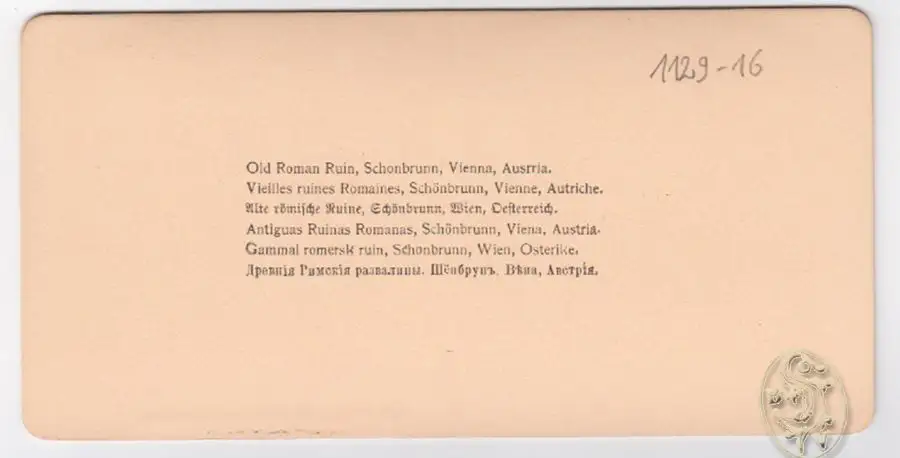 1129-16
Old Roman Ruin, Schonbrunn, Vienna, Ausrria.
Vieilles ruines Romaines, Schönbrunn, Vienne, Autriche.
Alte römische Ruine, Schönbrunn, Wien, Oesterreich.
Antiguas Ruinas Romanas, Schönbrunn, Viena, Austria.
Gammal romersk ruin, Schonbrunn, Wien, Osterike.
Древнія Римскія развалины. Шёнбрунъ. Вѣна, Австрія.